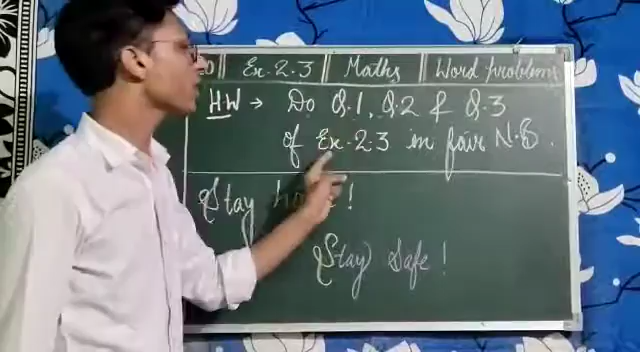 Ex. 2.3 Maths Word problems
HW → Do Q.1, Q.2 & Q.3
of Ex. 2.3 in fair N.B.
Stay !
Stay Safe !